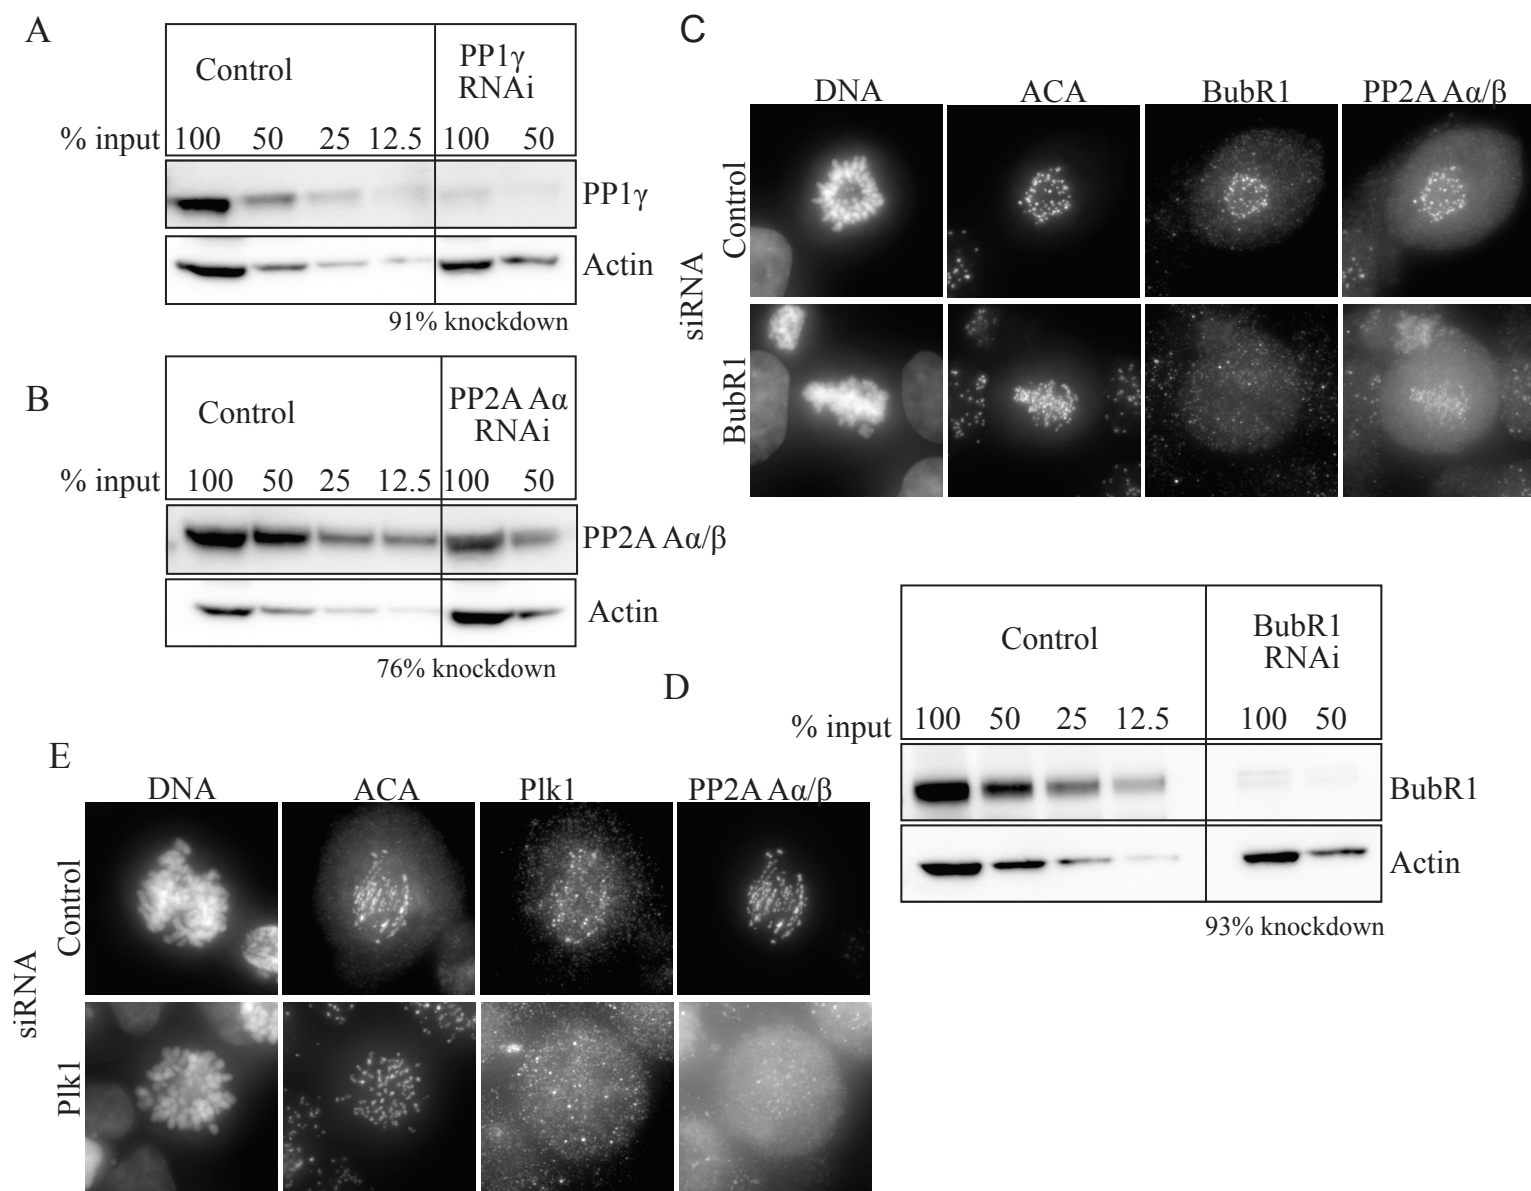 A
Control
PP1γ
RNAi
% input 100 50 25 12.5 100 50
PP1γ
Actin
91% knockdown
B
Control
PP2A Aα
RNAi
% input 100 50 25 12.5 100 50
PP2A Aα/β
Actin
76% knockdown
C
DNA ACA BubR1 PP2A Aα/β
siRNA
Control
BubR1
D
Control
BubR1
RNAi
% input 100 50 25 12.5 100 50
BubR1
Actin
93% knockdown
E
DNA ACA Plk1 PP2A Aα/β
siRNA
Control
Plk1